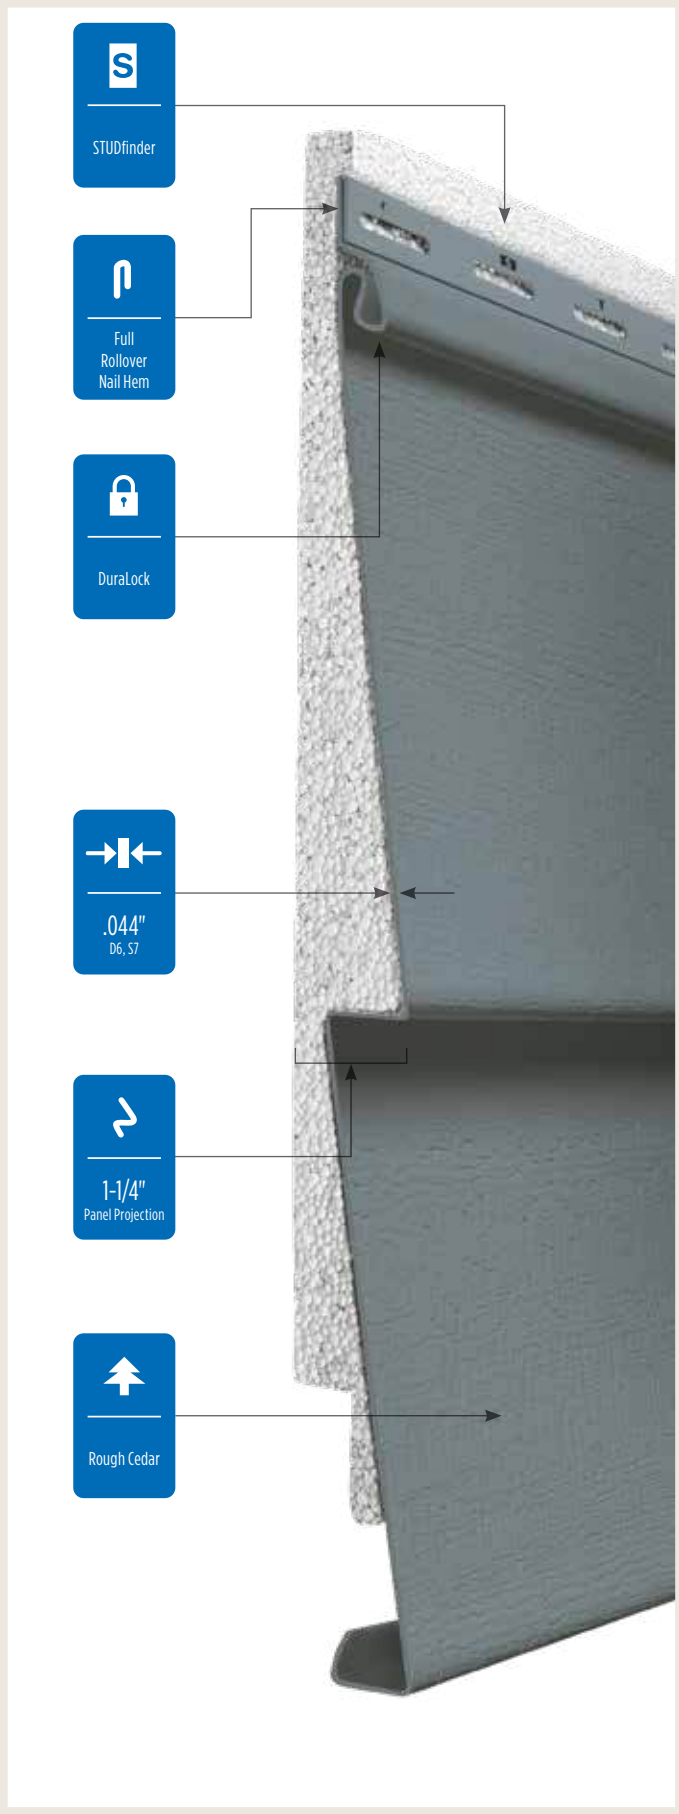 S
STUDfinder
Full
Rollover
Nail Hem
DuraLock
.044"
D6, S7
1-1/4"
Panel Projection
Rough Cedar